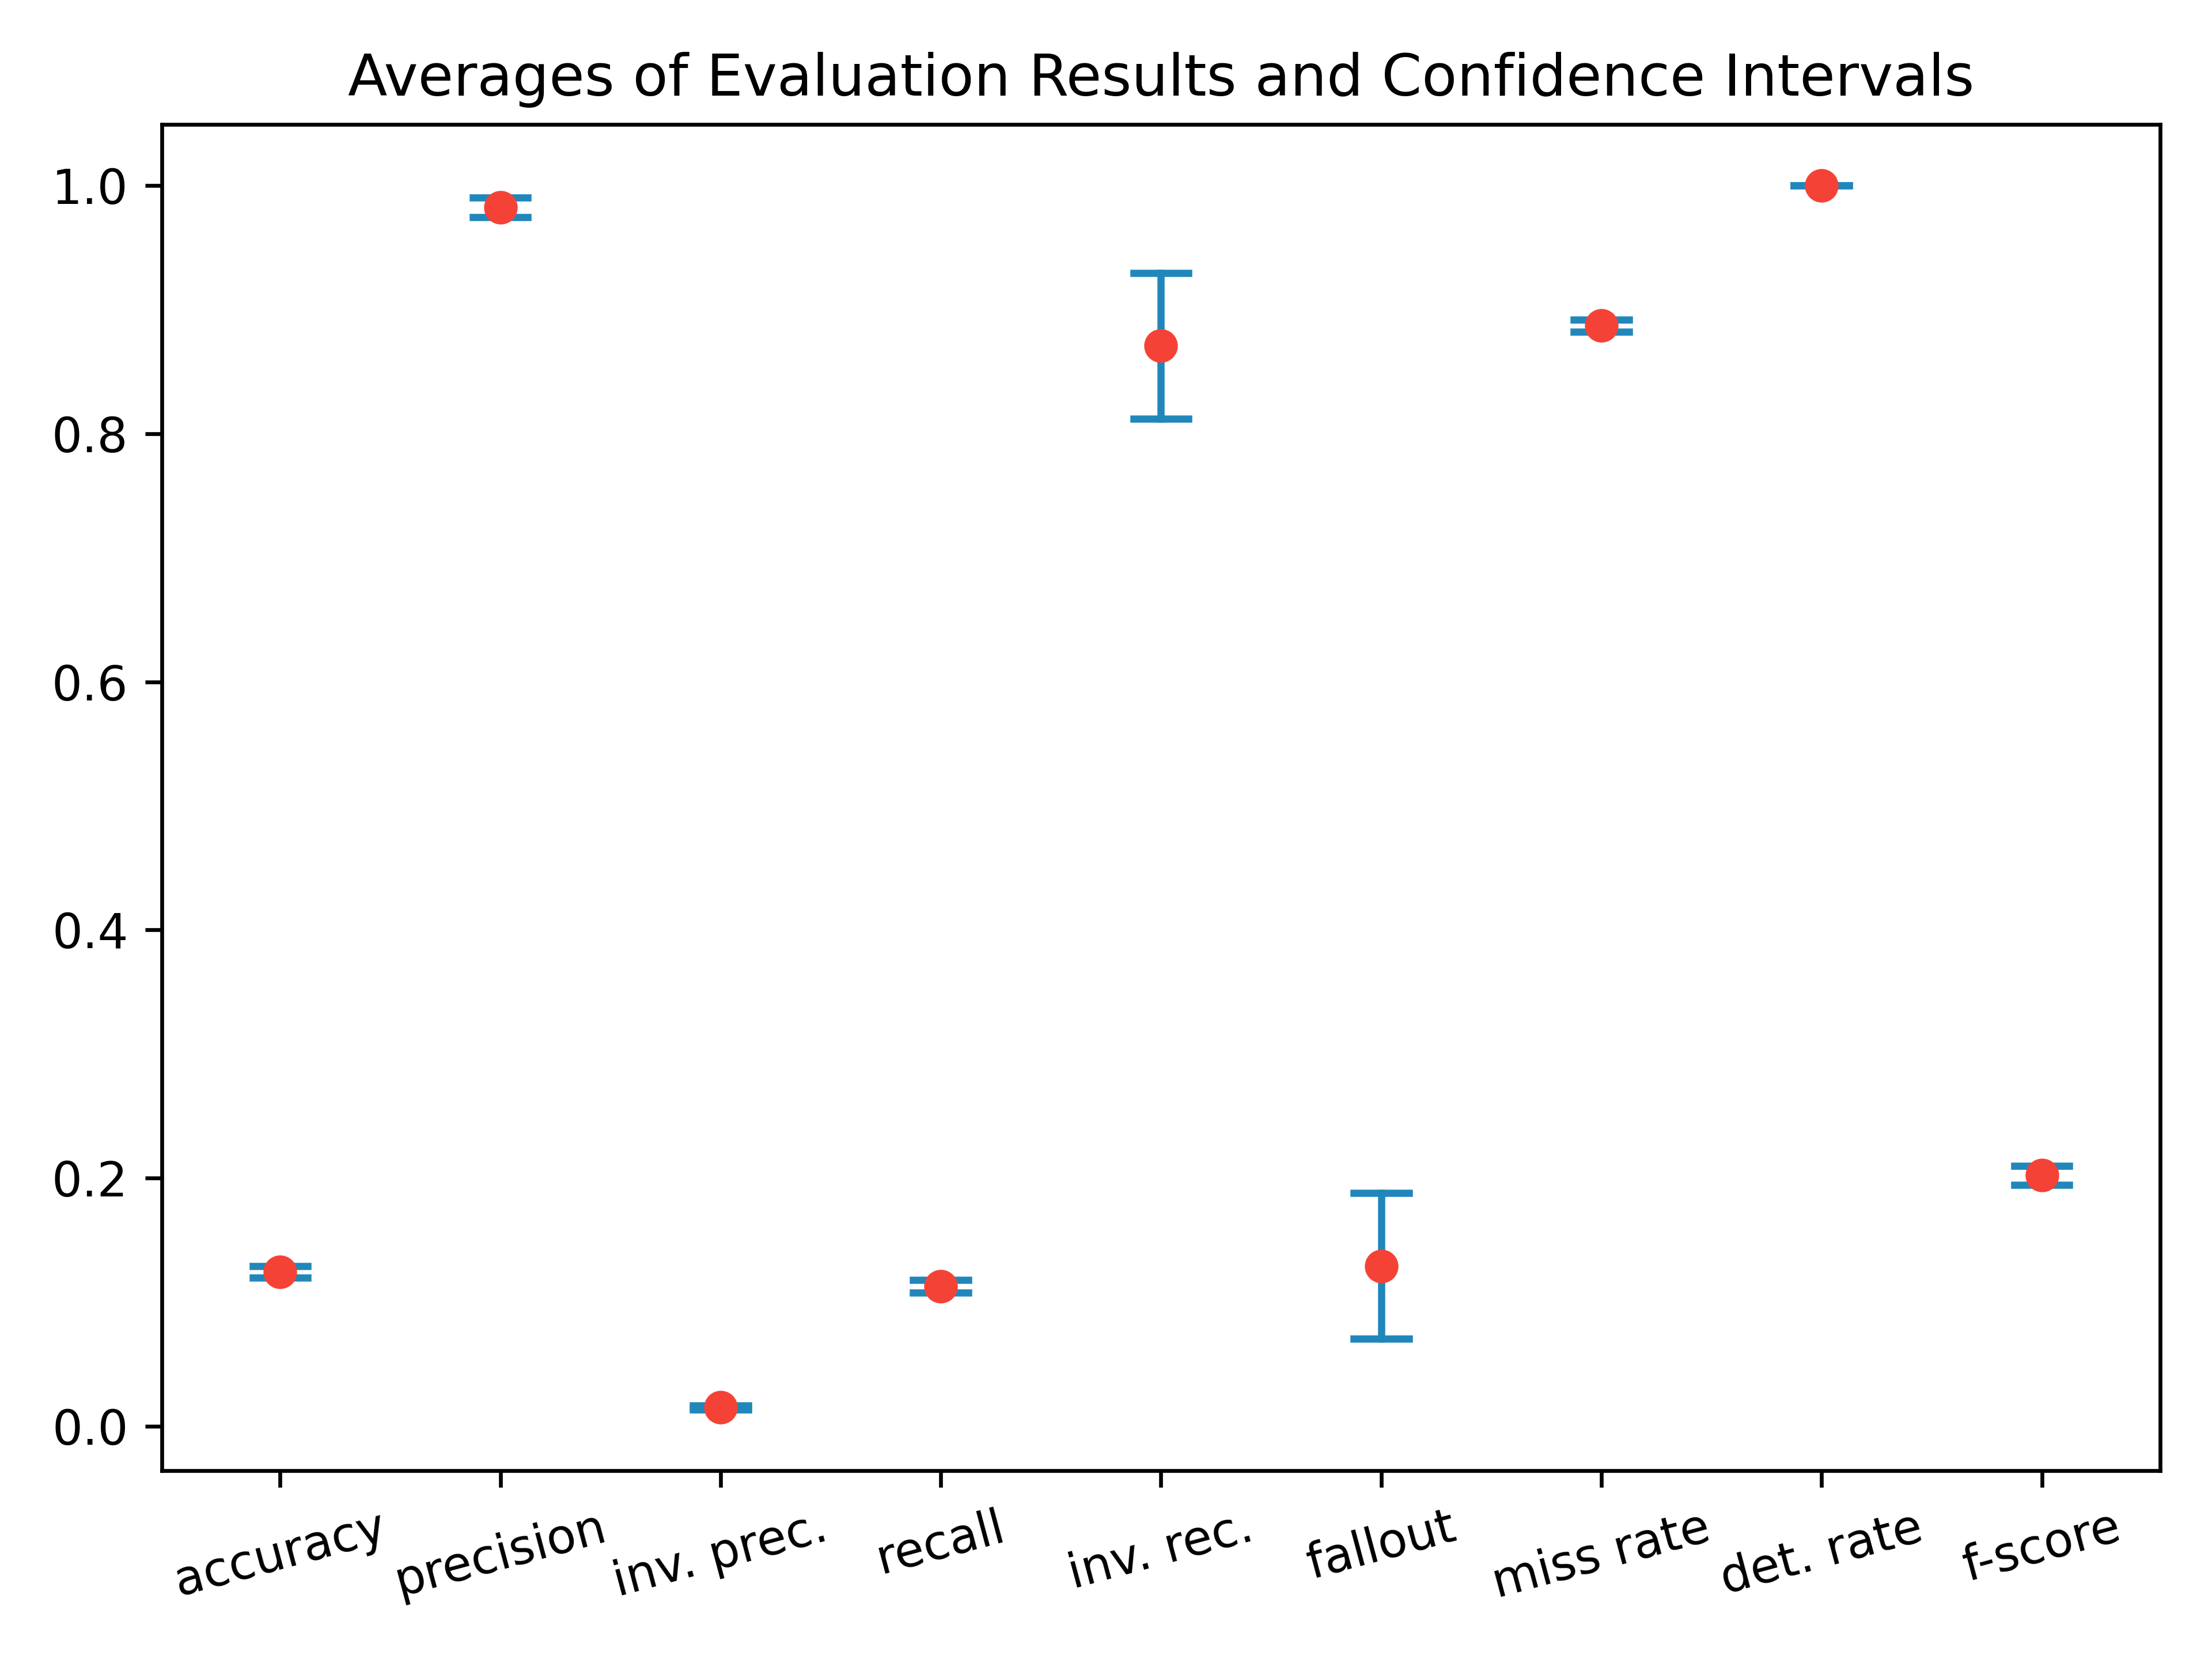 Averages of Evaluation Results and Confidence Intervals
1.0
0.8
0.6
0.4
0.2
0.0
accuracy
precision
inv. prec.
recall
inv. rec.
fallout
miss rate
det. rate
f-score